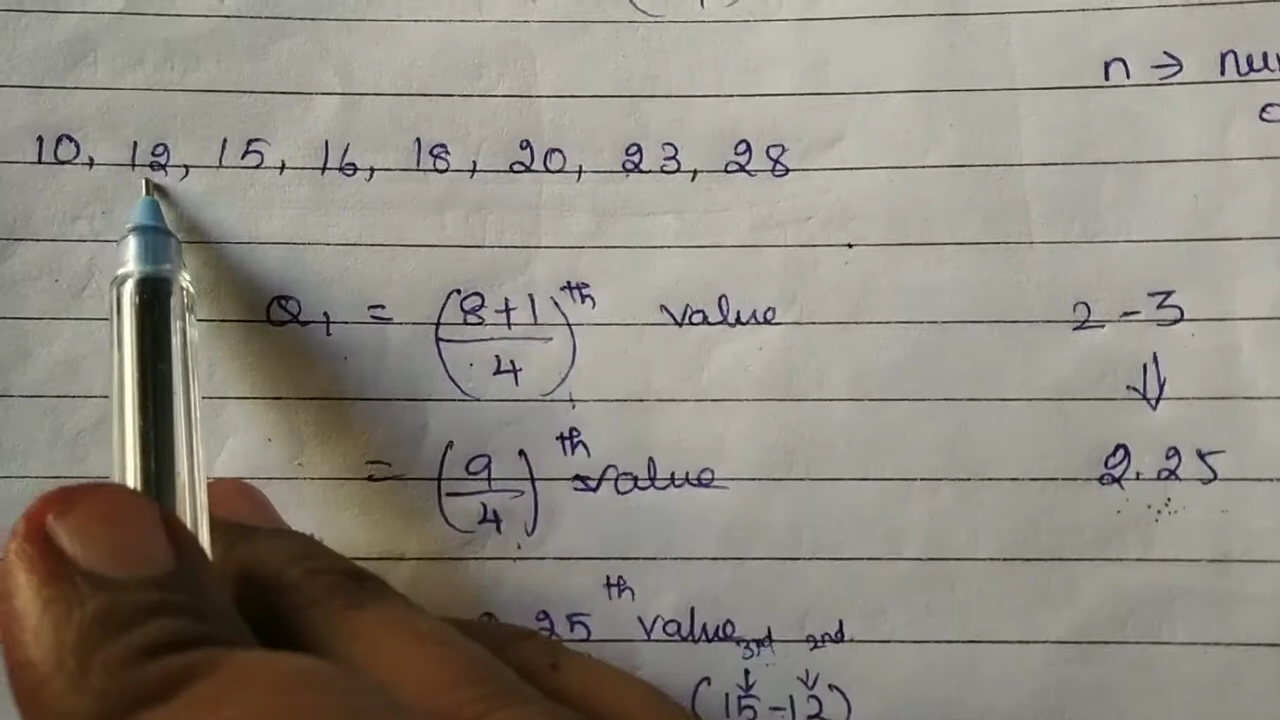 n →
10, 12, 15, 16, 18, 20, 23, 28
Q₁ = (8+1/4)ᵗʰ value 2-3
⇓
= (9/4)ᵗʰ value 2.25
25ᵗʰ value
3rd 2nd
↓ ↓
(15-12)